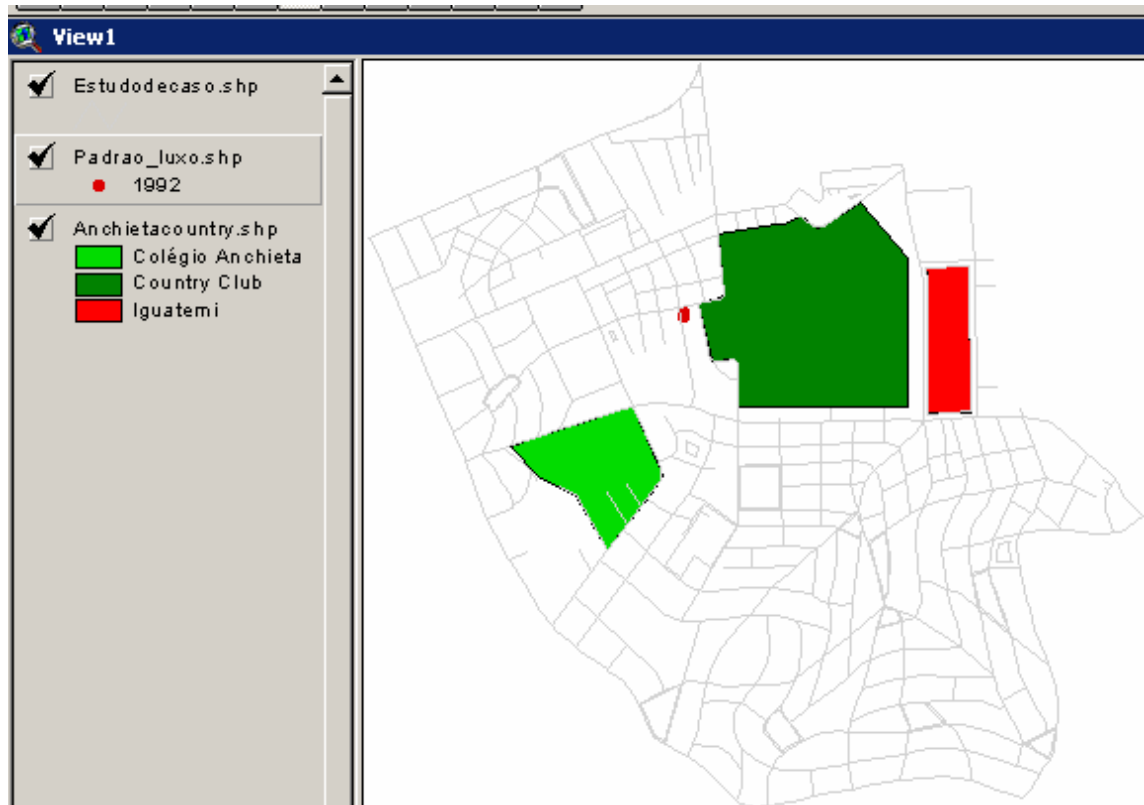 View1
Estudodecaso.shp
Padrao_luxo.shp
1992
Anchietacountry.shp
Colégio Anchieta
Country Club
Iguatemi